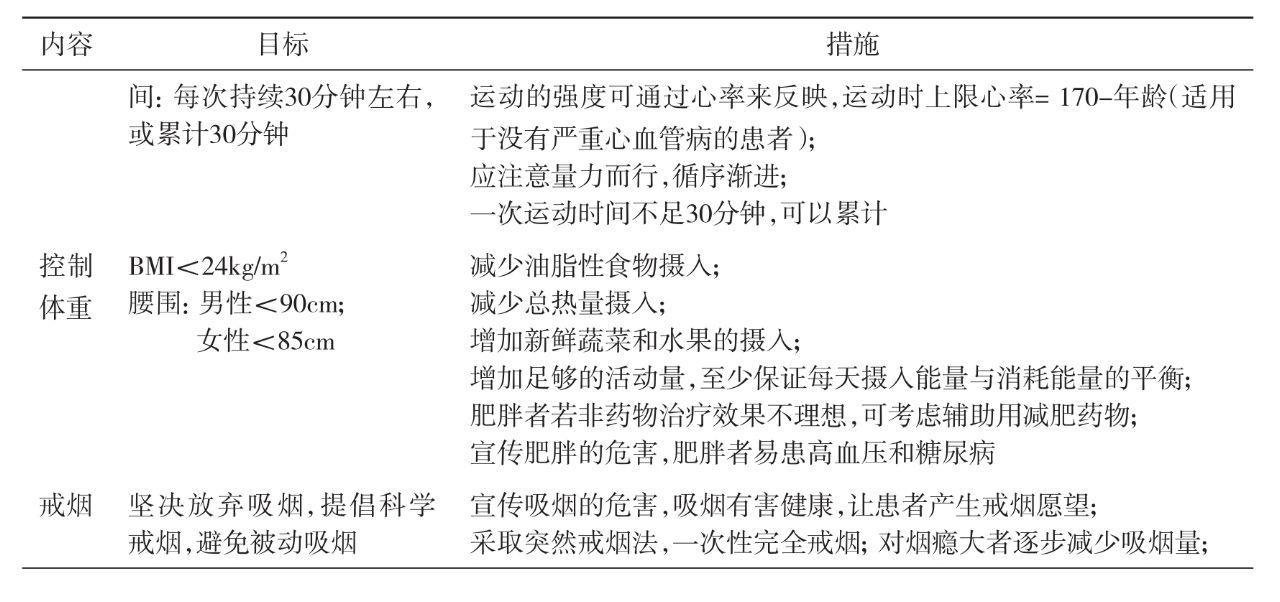 内容 目标 措施
间：每次持续30分钟左右， 运动的强度可通过心率来反映，运动时上限心率= 170-年龄（适用
或累计30分钟 于没有严重心血管病的患者）；
应注意量力而行，循序渐进；
一次运动时间不足30分钟，可以累计
控制 BMI＜24kg/m² 减少油脂性食物摄入；
体重 腰围：男性＜90cm； 减少总热量摄入；
女性＜85cm 增加新鲜蔬菜和水果的摄入；
增加足够的活动量，至少保证每天摄入能量与消耗能量的平衡；
肥胖者若非药物治疗效果不理想，可考虑辅助用减肥药物；
宣传肥胖的危害，肥胖者易患高血压和糖尿病
戒烟 坚决放弃吸烟，提倡科学 宣传吸烟的危害，吸烟有害健康，让患者产生戒烟愿望；
戒烟，避免被动吸烟 采取突然戒烟法，一次性完全戒烟；对烟瘾大者逐步减少吸烟量；